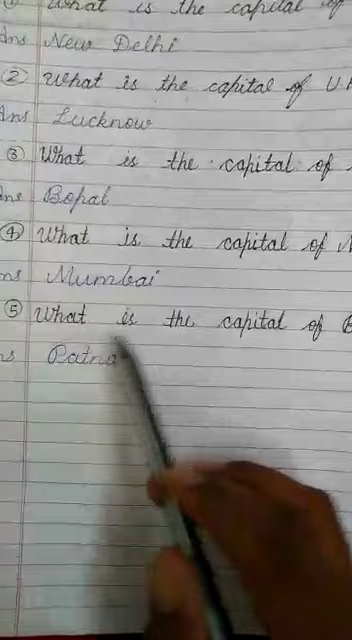 ① What is the capital of
Ans New Delhi
② What is the capital of U.P
Ans Lucknow
③ What is the capital of
Ans Bopal
④ What is the capital of M
Ans Mumbai
⑤ What is the capital of B
Ans Patna